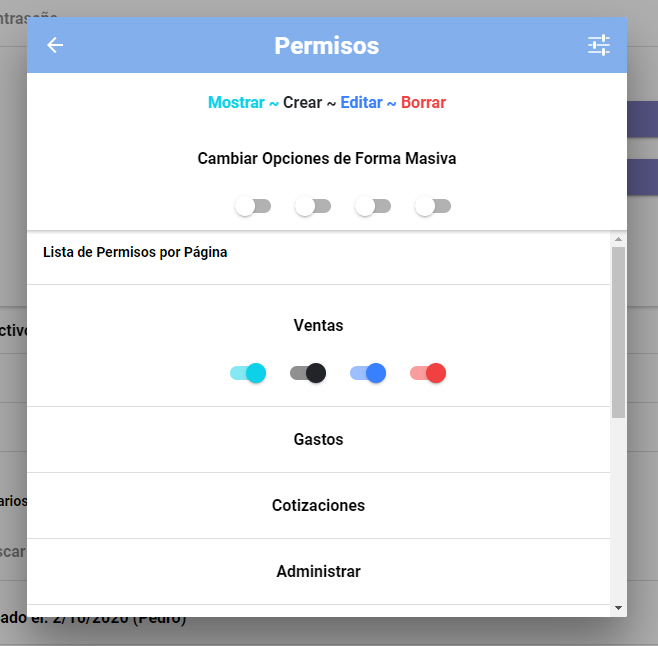 ntraseña
Permisos
Mostrar ~ Crear ~ Editar ~ Borrar
Cambiar Opciones de Forma Masiva
Lista de Permisos por Página
Ventas
ctivo
Gastos
arios
Cotizaciones
scar
Administrar
ado el: 2/10/2020 (Pedro)